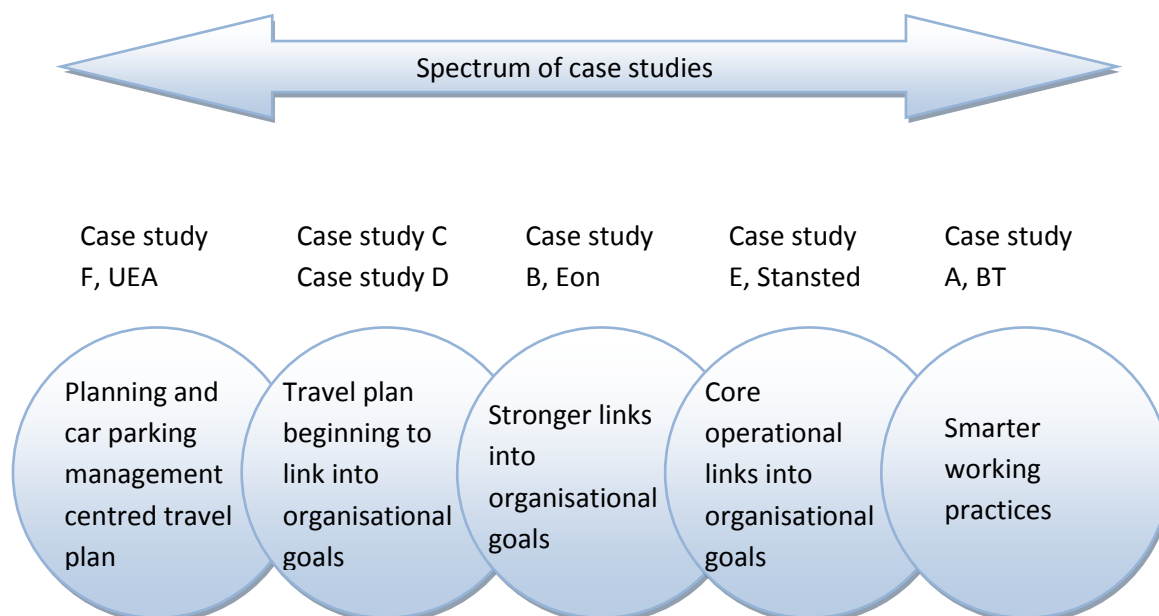 Spectrum of case studies
Case study
F, UEA
Case study C
Case study D
Case study
B, Eon
Case study
E, Stansted
Case study
A, BT
Planning and
car parking
management
centred travel
plan
Travel plan
beginning to
link into
organisational
goals
Stronger links
into
organisational
goals
Core
operational
links into
organisational
goals
Smarter
working
practices